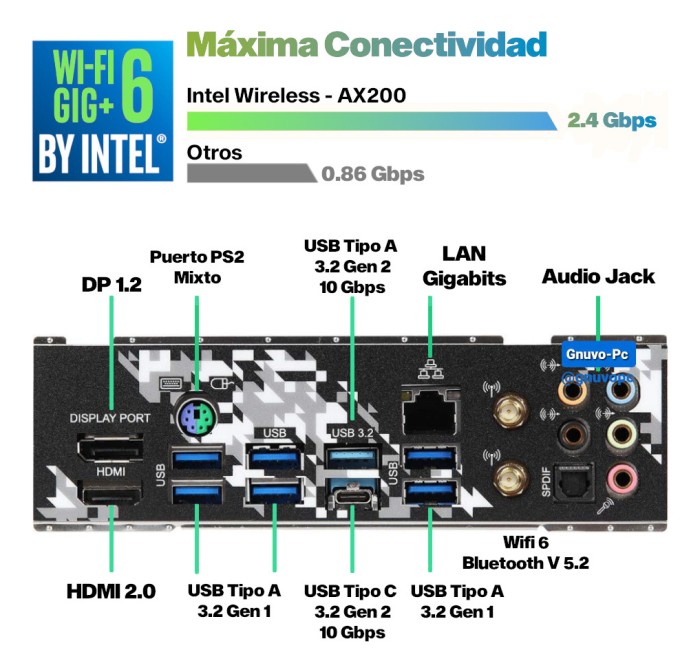 Máxima Conectividad
WI-FI 6
GIG+
BY INTEL®
Intel Wireless - AX200
2.4 Gbps
Otros
0.86 Gbps
DP 1.2
Puerto PS2
Mixto
USB Tipo A
3.2 Gen 2
10 Gbps
LAN
Gigabits
Audio Jack
Gnuvo-Pc
@gnuvopc
DISPLAY PORT
HDMI
USB
USB
USB 3.2
USB
SPDIF
Wifi 6
Bluetooth V 5.2
HDMI 2.0
USB Tipo A
3.2 Gen 1
USB Tipo C
3.2 Gen 2
10 Gbps
USB Tipo A
3.2 Gen 1